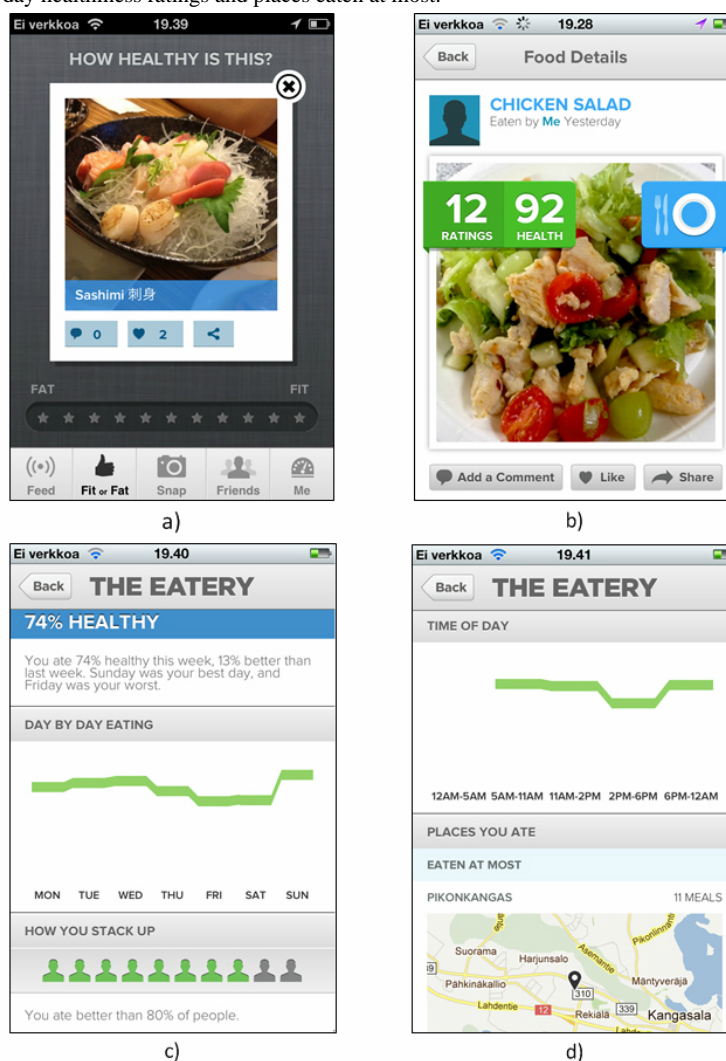 day healthiness ratings and places eaten at most.
Ei verkkoa 19.39
HOW HEALTHY IS THIS?
Sashimi 刺身
0 2
FAT FIT
Feed Fit or Fat Snap Friends Me
a)
Ei verkkoa 19.28
Back Food Details
CHICKEN SALAD
Eaten by Me Yesterday
12 92
RATINGS HEALTH
Add a Comment Like Share
b)
Ei verkkoa 19.40
Back THE EATERY
74% HEALTHY
You ate 74% healthy this week, 13% better than
last week. Sunday was your best day, and
Friday was your worst.
DAY BY DAY EATING
MON TUE WED THU FRI SAT SUN
HOW YOU STACK UP
You ate better than 80% of people.
c)
Ei verkkoa 19.41
Back THE EATERY
TIME OF DAY
12AM-5AM 5AM-11AM 11AM-2PM 2PM-6PM 6PM-12AM
PLACES YOU ATE
EATEN AT MOST
PIKONKANGAS 11 MEALS
Suorama
Harjunsalo
Asemantie
Pähkinäkallio
310
Mäntyveräjä
Lahdentie
12
Rekiälä
339
Kangasala
d)